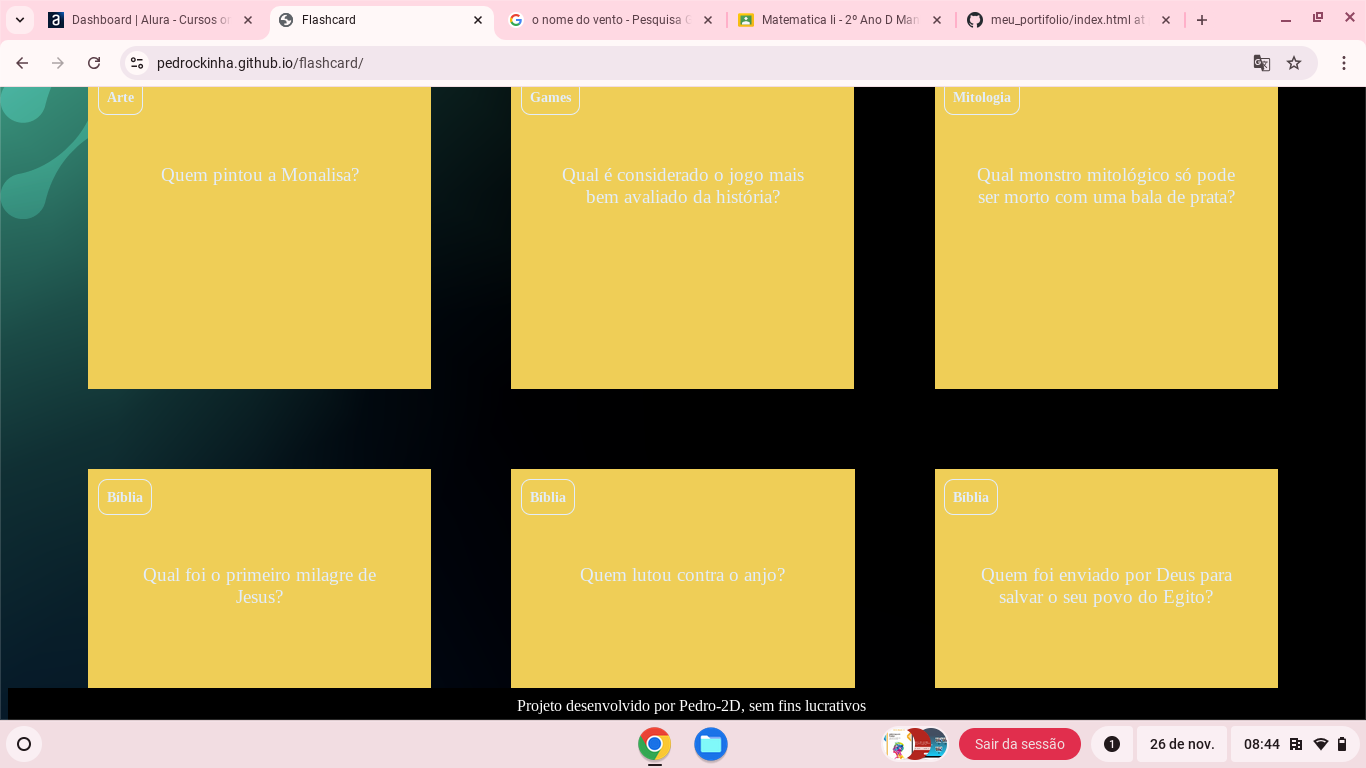 Dashboard | Alura - Cursos on
Flashcard
o nome do vento - Pesquisa G
Matematica Ii - 2º Ano D Man
meu_portifolio/index.html at
pedrockinha.github.io/flashcard/
Arte
Games
Mitologia
Quem pintou a Monalisa?
Qual é considerado o jogo mais
bem avaliado da história?
Qual monstro mitológico só pode
ser morto com uma bala de prata?
Bíblia
Bíblia
Bíblia
Qual foi o primeiro milagre de
Jesus?
Quem lutou contra o anjo?
Quem foi enviado por Deus para
salvar o seu povo do Egito?
Projeto desenvolvido por Pedro-2D, sem fins lucrativos
Sair da sessão
1
26 de nov.
08:44